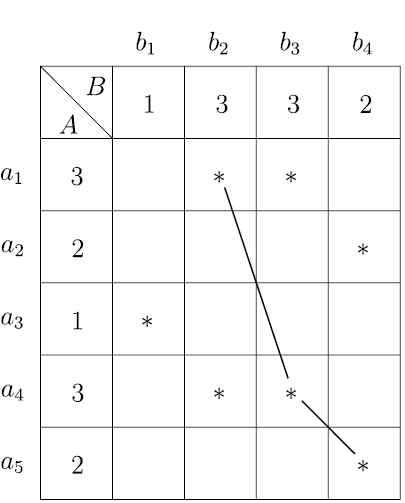 b₁ b₂ b₃ b₄
B
A 1 3 3 2
a₁ 3 * *
a₂ 2 *
a₃ 1 *
a₄ 3 * *
a₅ 2 *